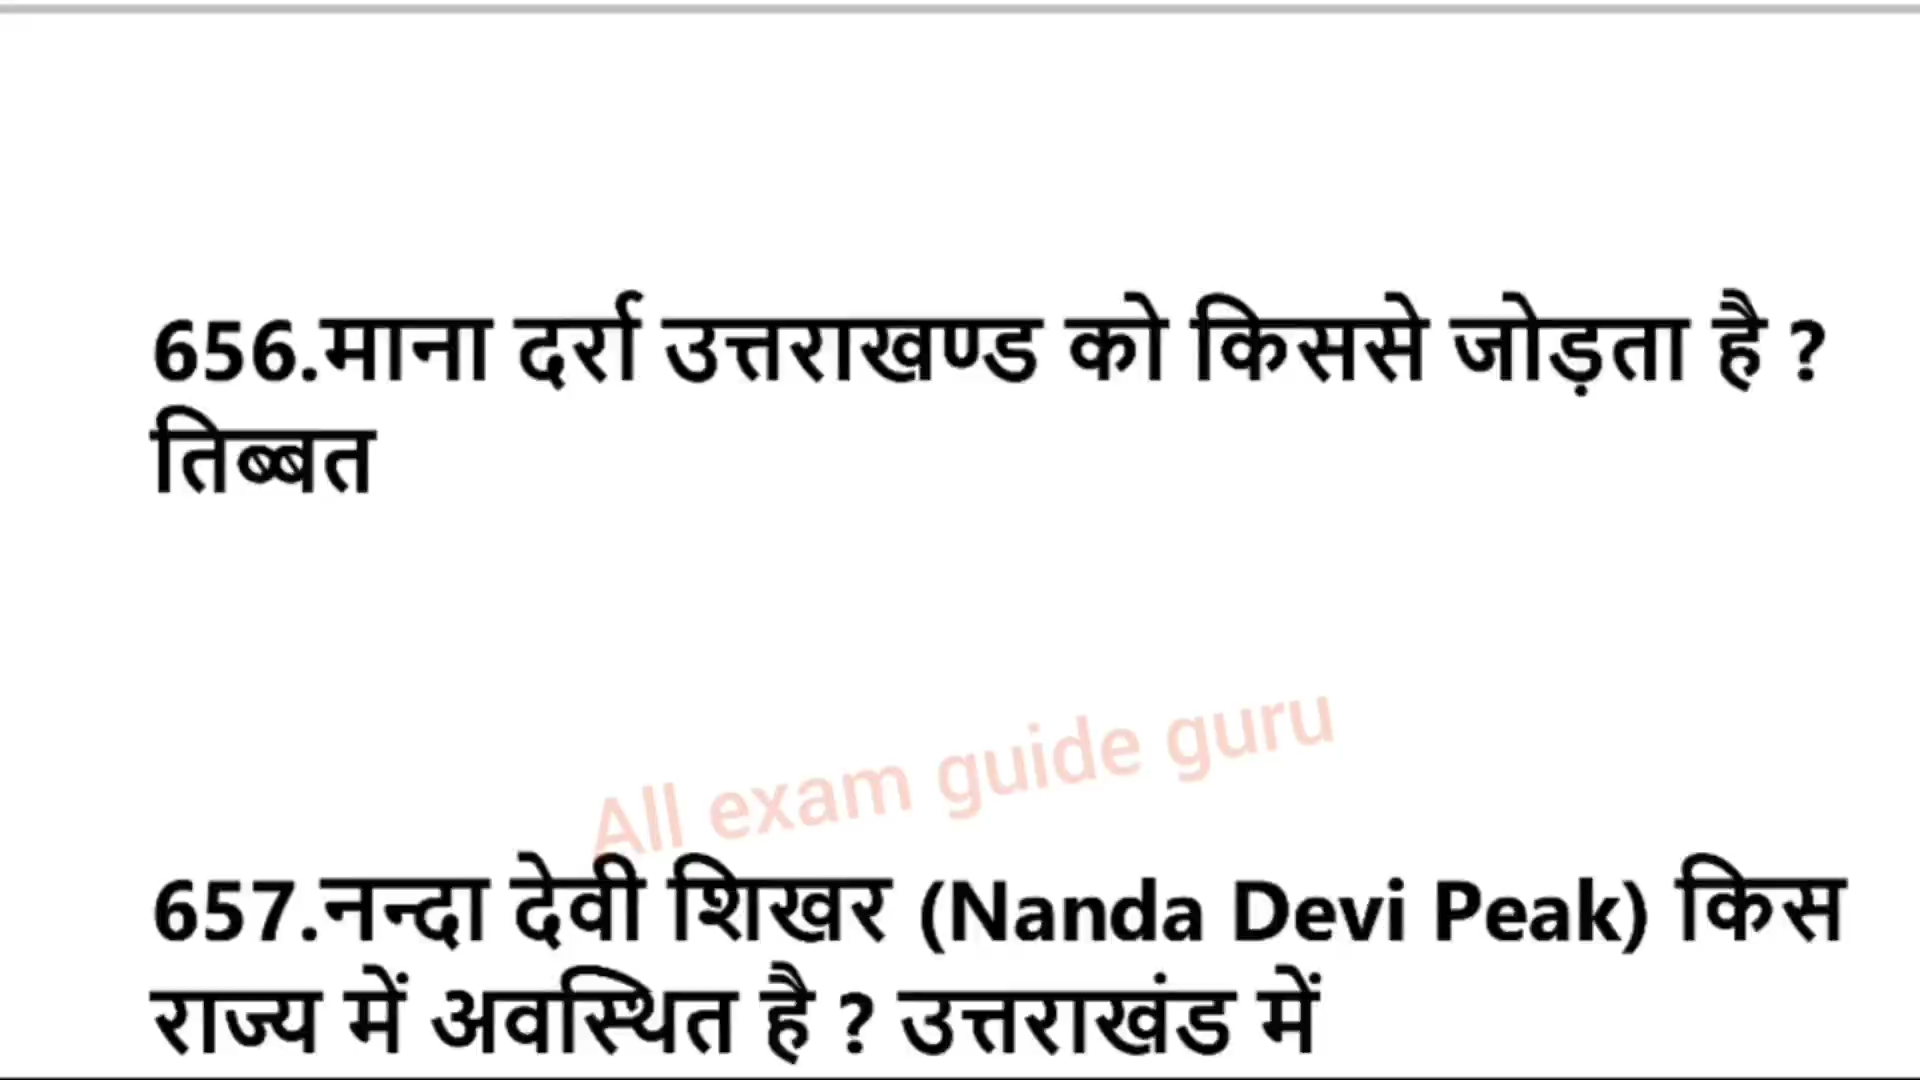 656.माना दर्रा उत्तराखण्ड को किससे जोड़ता है ?
तिब्बत
All exam guide guru
657.नन्दा देवी शिखर (Nanda Devi Peak) किस
राज्य में अवस्थित है ? उत्तराखंड में